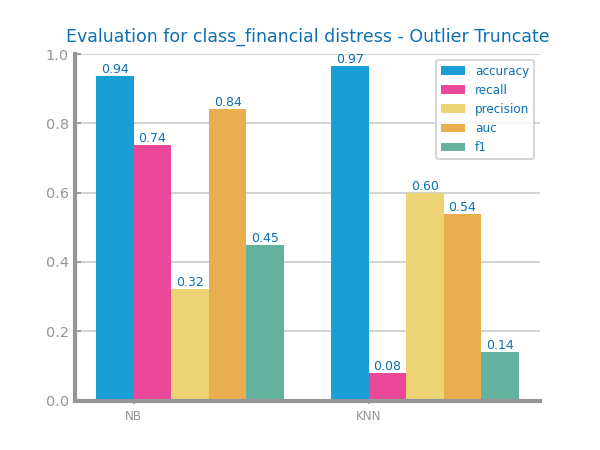 Evaluation for class_financial distress - Outlier Truncate
1.0
0.8
0.6
0.4
0.2
0.0
0.94
0.74
0.32
0.84
0.45
0.97
0.08
0.60
0.54
0.14
accuracy
recall
precision
auc
f1
NB
KNN